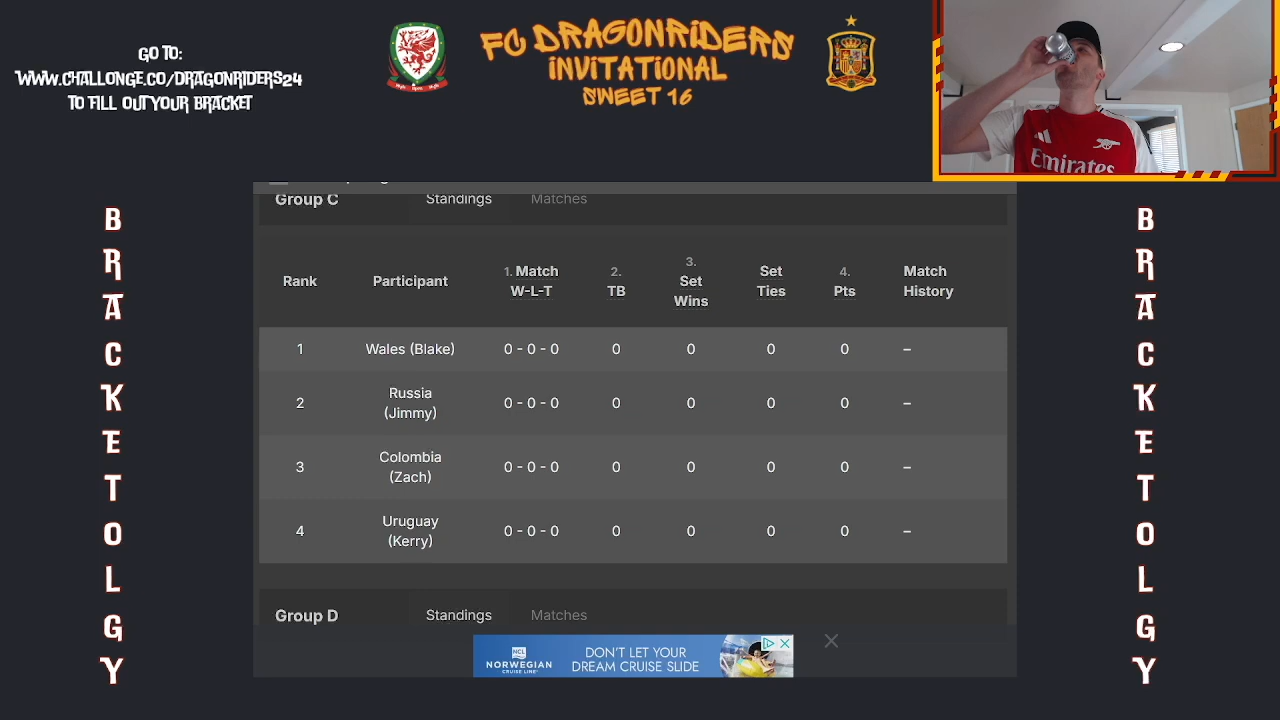 GO TO:
WWW.CHALLONGE.CO/DRAGONRIDERS24
TO FILL OUT YOUR BRACKET
FC DRAGONRIDERS
INVITATIONAL
SWEET 16
Emirates
B
R
A
C
K
E
T
O
L
G
Y
Group C Standings Matches
Rank Participant 1. Match W-L-T 2. TB 3. Set Wins Set Ties 4. Pts Match History
1 Wales (Blake) 0 - 0 - 0 0 0 0 0 –
2 Russia (Jimmy) 0 - 0 - 0 0 0 0 0 –
3 Colombia (Zach) 0 - 0 - 0 0 0 0 0 –
4 Uruguay (Kerry) 0 - 0 - 0 0 0 0 0 –
Group D Standings Matches
NCL
NORWEGIAN
CRUISE LINE
DON'T LET YOUR
DREAM CRUISE SLIDE
B
R
A
C
K
E
T
O
L
G
Y